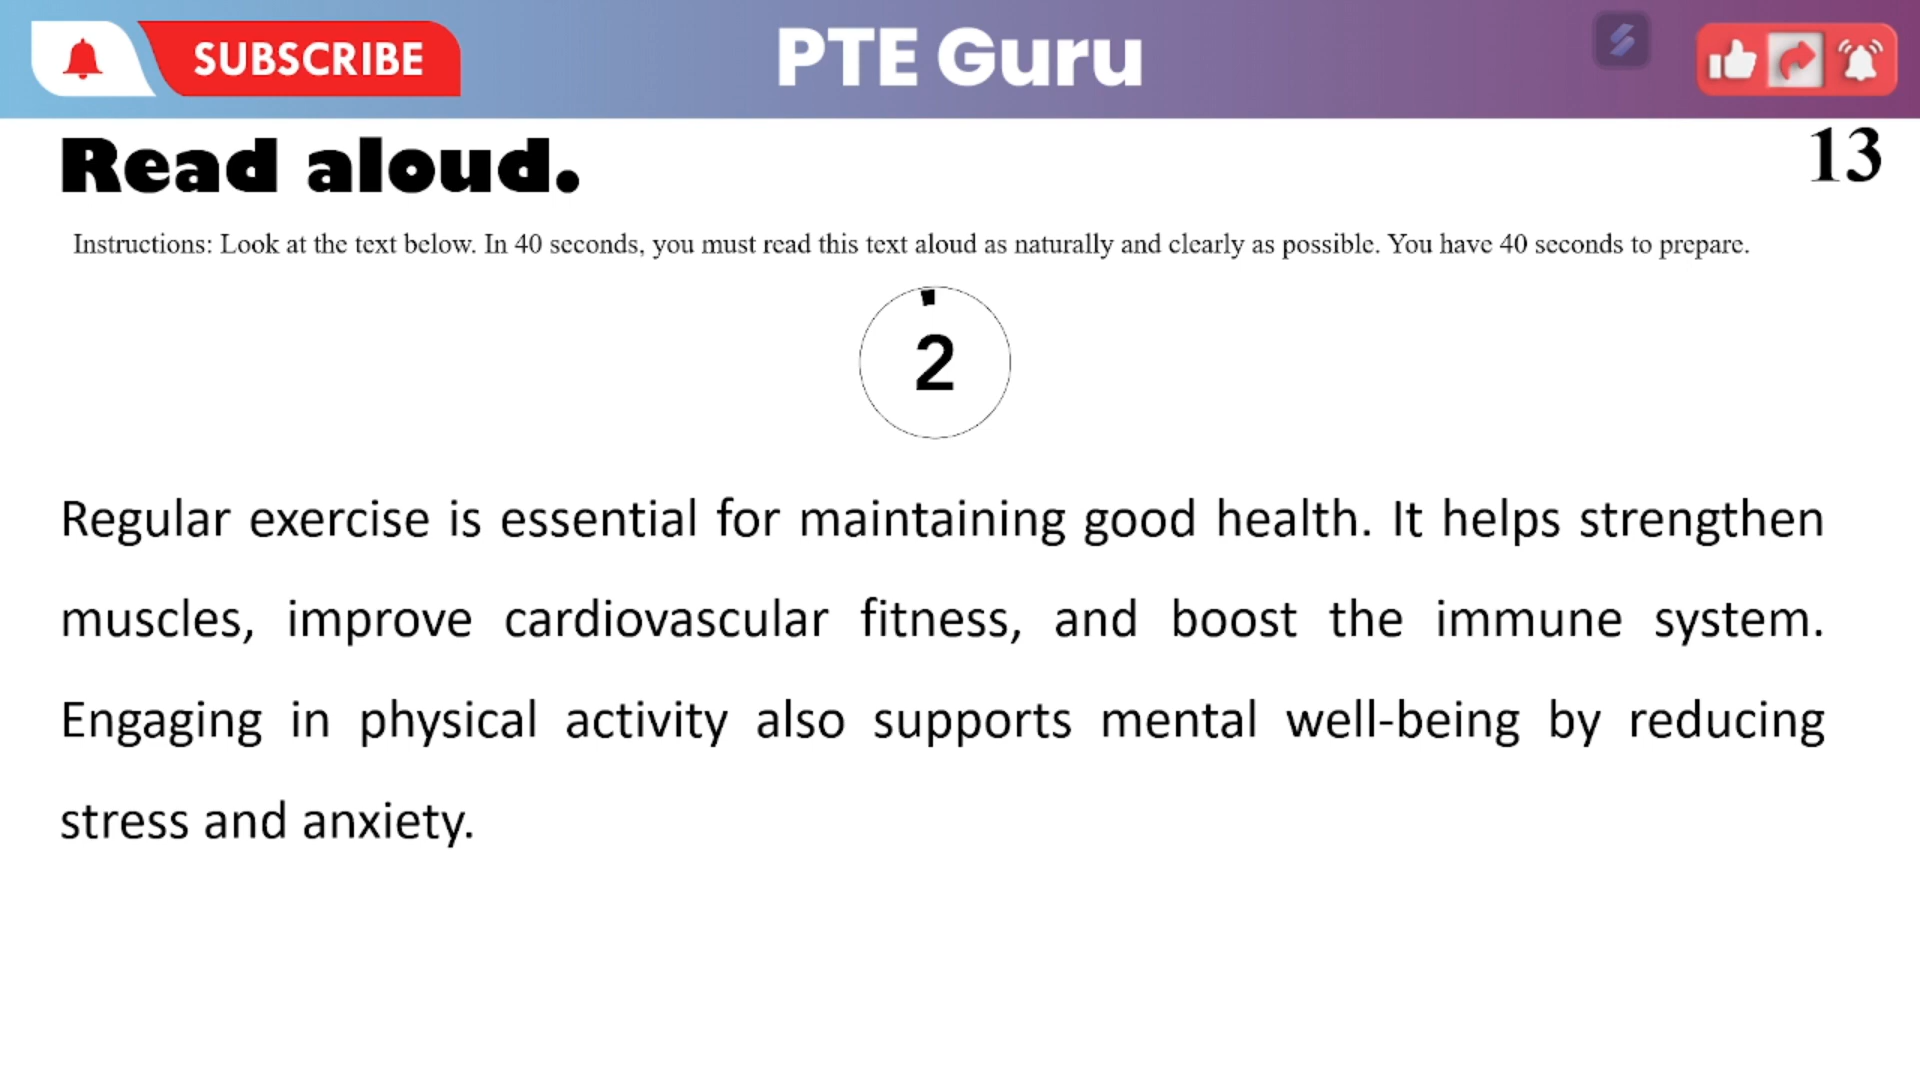 SUBSCRIBE
PTE Guru
Read aloud.
13
Instructions: Look at the text below. In 40 seconds, you must read this text aloud as naturally and clearly as possible. You have 40 seconds to prepare.
2
Regular exercise is essential for maintaining good health. It helps strengthen
muscles, improve cardiovascular fitness, and boost the immune system.
Engaging in physical activity also supports mental well-being by reducing
stress and anxiety.